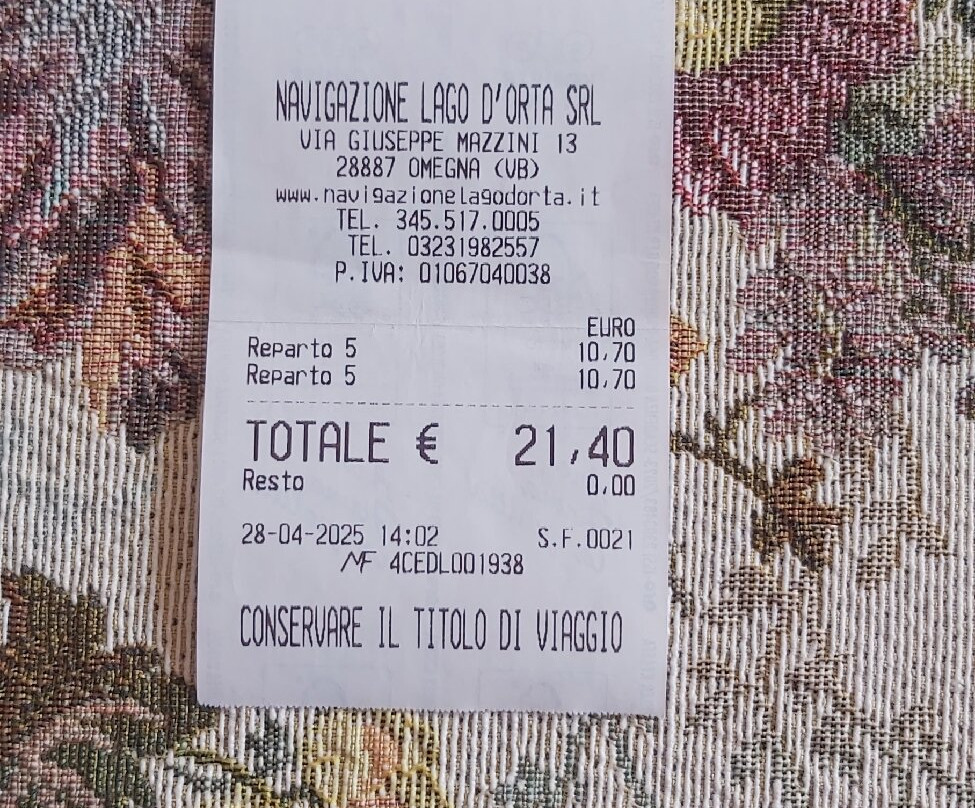 NAVIGAZIONE LAGO D'ORTA SRL
VIA GIUSEPPE MAZZINI 13
28887 OMEGNA (VB)
www.navigazionelagodorta.it
TEL. 345.517.0005
TEL. 03231982557
P.IVA: 01067040038
EURO
Reparto 5 10,70
Reparto 5 10,70
TOTALE € 21,40
Resto 0,00
28-04-2025 14:02 S.F.0021
MF 4CEDL001938
CONSERVARE IL TITOLO DI VIAGGIO